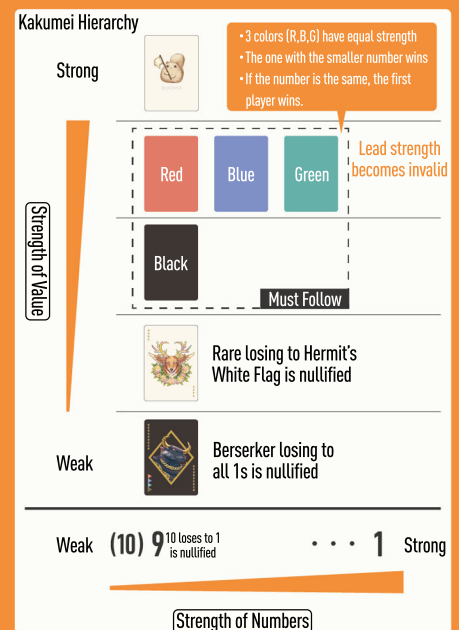 Kakumei Hierarchy
• 3 colors (R,B,G) have equal strength
• The one with the smaller number wins
• If the number is the same, the first
player wins.
Strong
Lead strength
becomes invalid
Red
Blue
Green
Strength of Value
Black
Must Follow
Rare losing to Hermit's
White Flag is nullified
Berserker losing to
all 1s is nullified
Weak
Weak (10) 9 10 loses to 1
is nullified
· · · 1 Strong
Strength of Numbers